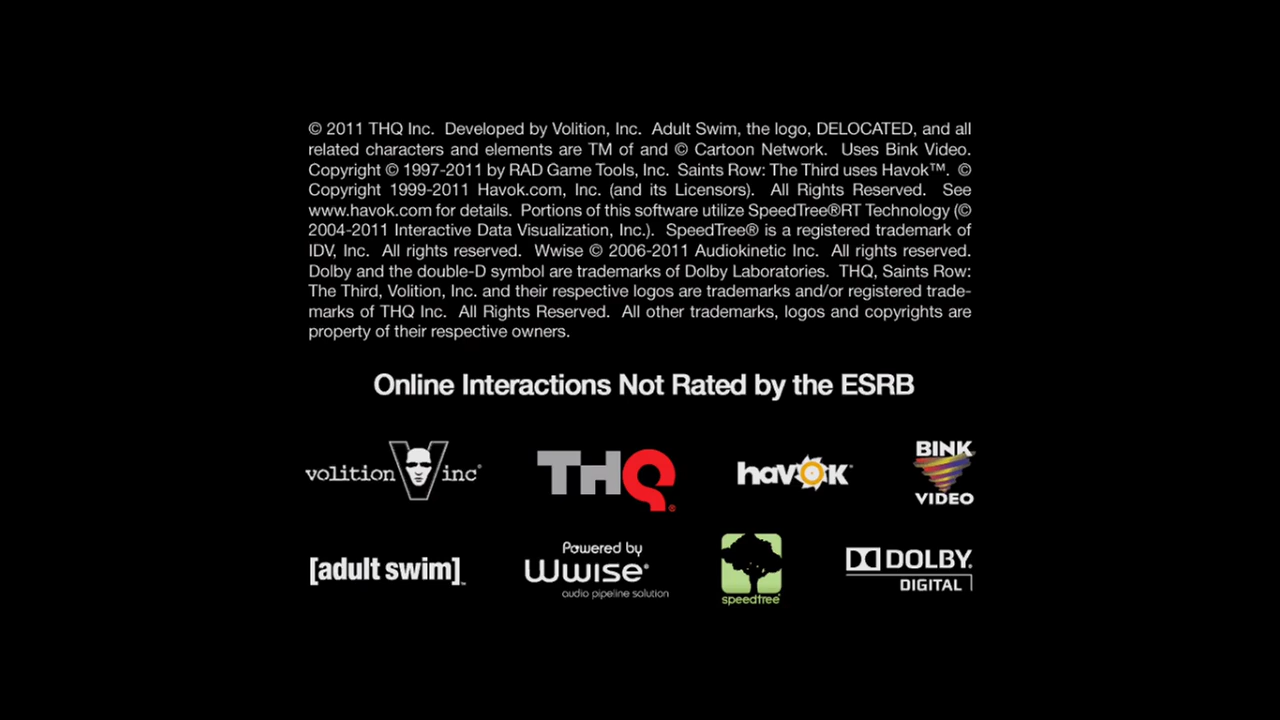 © 2011 THQ Inc. Developed by Volition, Inc. Adult Swim, the logo, DELOCATED, and all
related characters and elements are TM of and © Cartoon Network. Uses Bink Video.
Copyright © 1997-2011 by RAD Game Tools, Inc. Saints Row: The Third uses Havok™. ©
Copyright 1999-2011 Havok.com, Inc. (and its Licensors). All Rights Reserved. See
www.havok.com for details. Portions of this software utilize SpeedTree®RT Technology (©
2004-2011 Interactive Data Visualization, Inc.). SpeedTree® is a registered trademark of
IDV, Inc. All rights reserved. Wwise © 2006-2011 Audiokinetic Inc. All rights reserved.
Dolby and the double-D symbol are trademarks of Dolby Laboratories. THQ, Saints Row:
The Third, Volition, Inc. and their respective logos are trademarks and/or registered trade-
marks of THQ Inc. All Rights Reserved. All other trademarks, logos and copyrights are
property of their respective owners.
Online Interactions Not Rated by the ESRB
volition V inc®
THQ®
havok
BINK
VIDEO
[adult swim]™
Powered by
Wwise®
audio pipeline solution
speedtree®
DOLBY®
DIGITAL